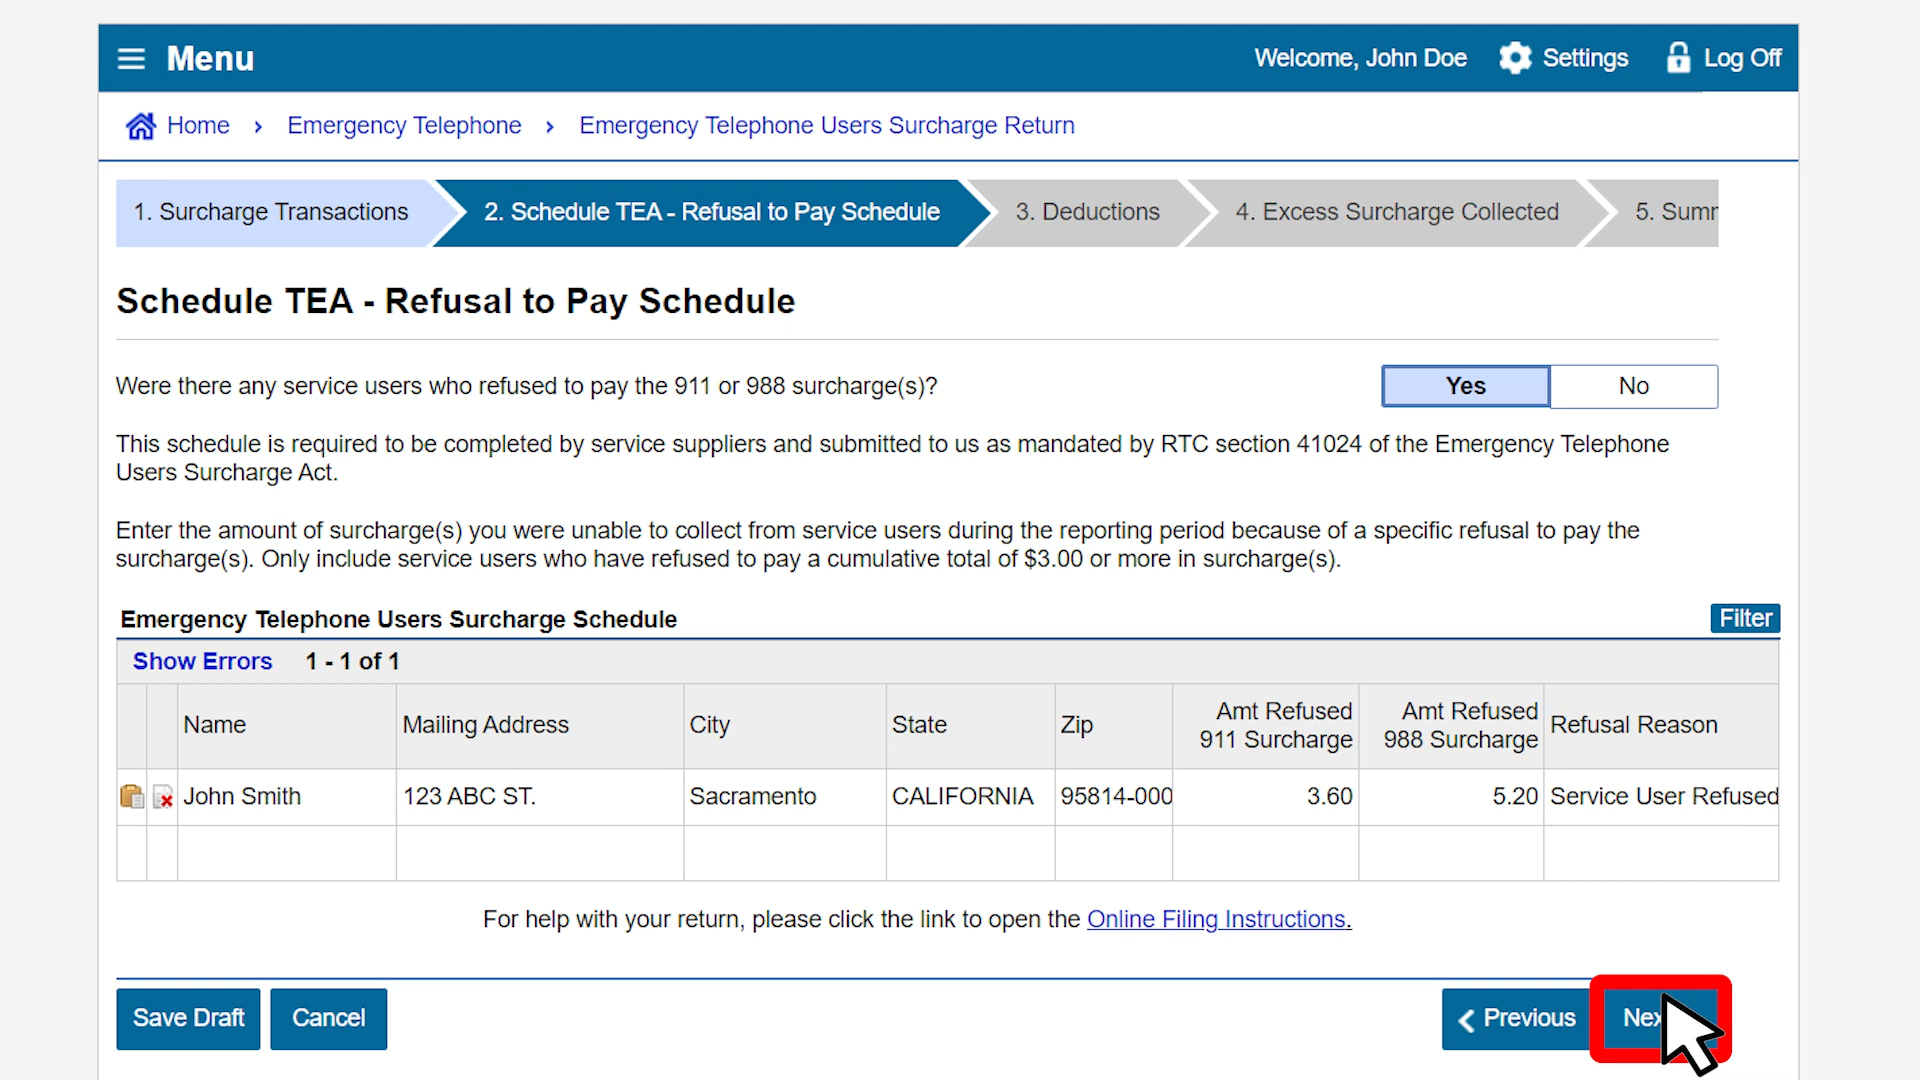 Menu
Welcome, John Doe
Settings
Log Off
Home › Emergency Telephone › Emergency Telephone Users Surcharge Return
1. Surcharge Transactions
2. Schedule TEA - Refusal to Pay Schedule
3. Deductions
4. Excess Surcharge Collected
5. Summ
Schedule TEA - Refusal to Pay Schedule
Were there any service users who refused to pay the 911 or 988 surcharge(s)?
Yes
No
This schedule is required to be completed by service suppliers and submitted to us as mandated by RTC section 41024 of the Emergency Telephone
Users Surcharge Act.
Enter the amount of surcharge(s) you were unable to collect from service users during the reporting period because of a specific refusal to pay the
surcharge(s). Only include service users who have refused to pay a cumulative total of $3.00 or more in surcharge(s).
Emergency Telephone Users Surcharge Schedule
Filter
Show Errors 1 - 1 of 1
Name
Mailing Address
City
State
Zip
Amt Refused
911 Surcharge
Amt Refused
988 Surcharge
Refusal Reason
John Smith
123 ABC ST.
Sacramento
CALIFORNIA
95814-000
3.60
5.20
Service User Refused
For help with your return, please click the link to open the Online Filing Instructions.
Save Draft
Cancel
Previous